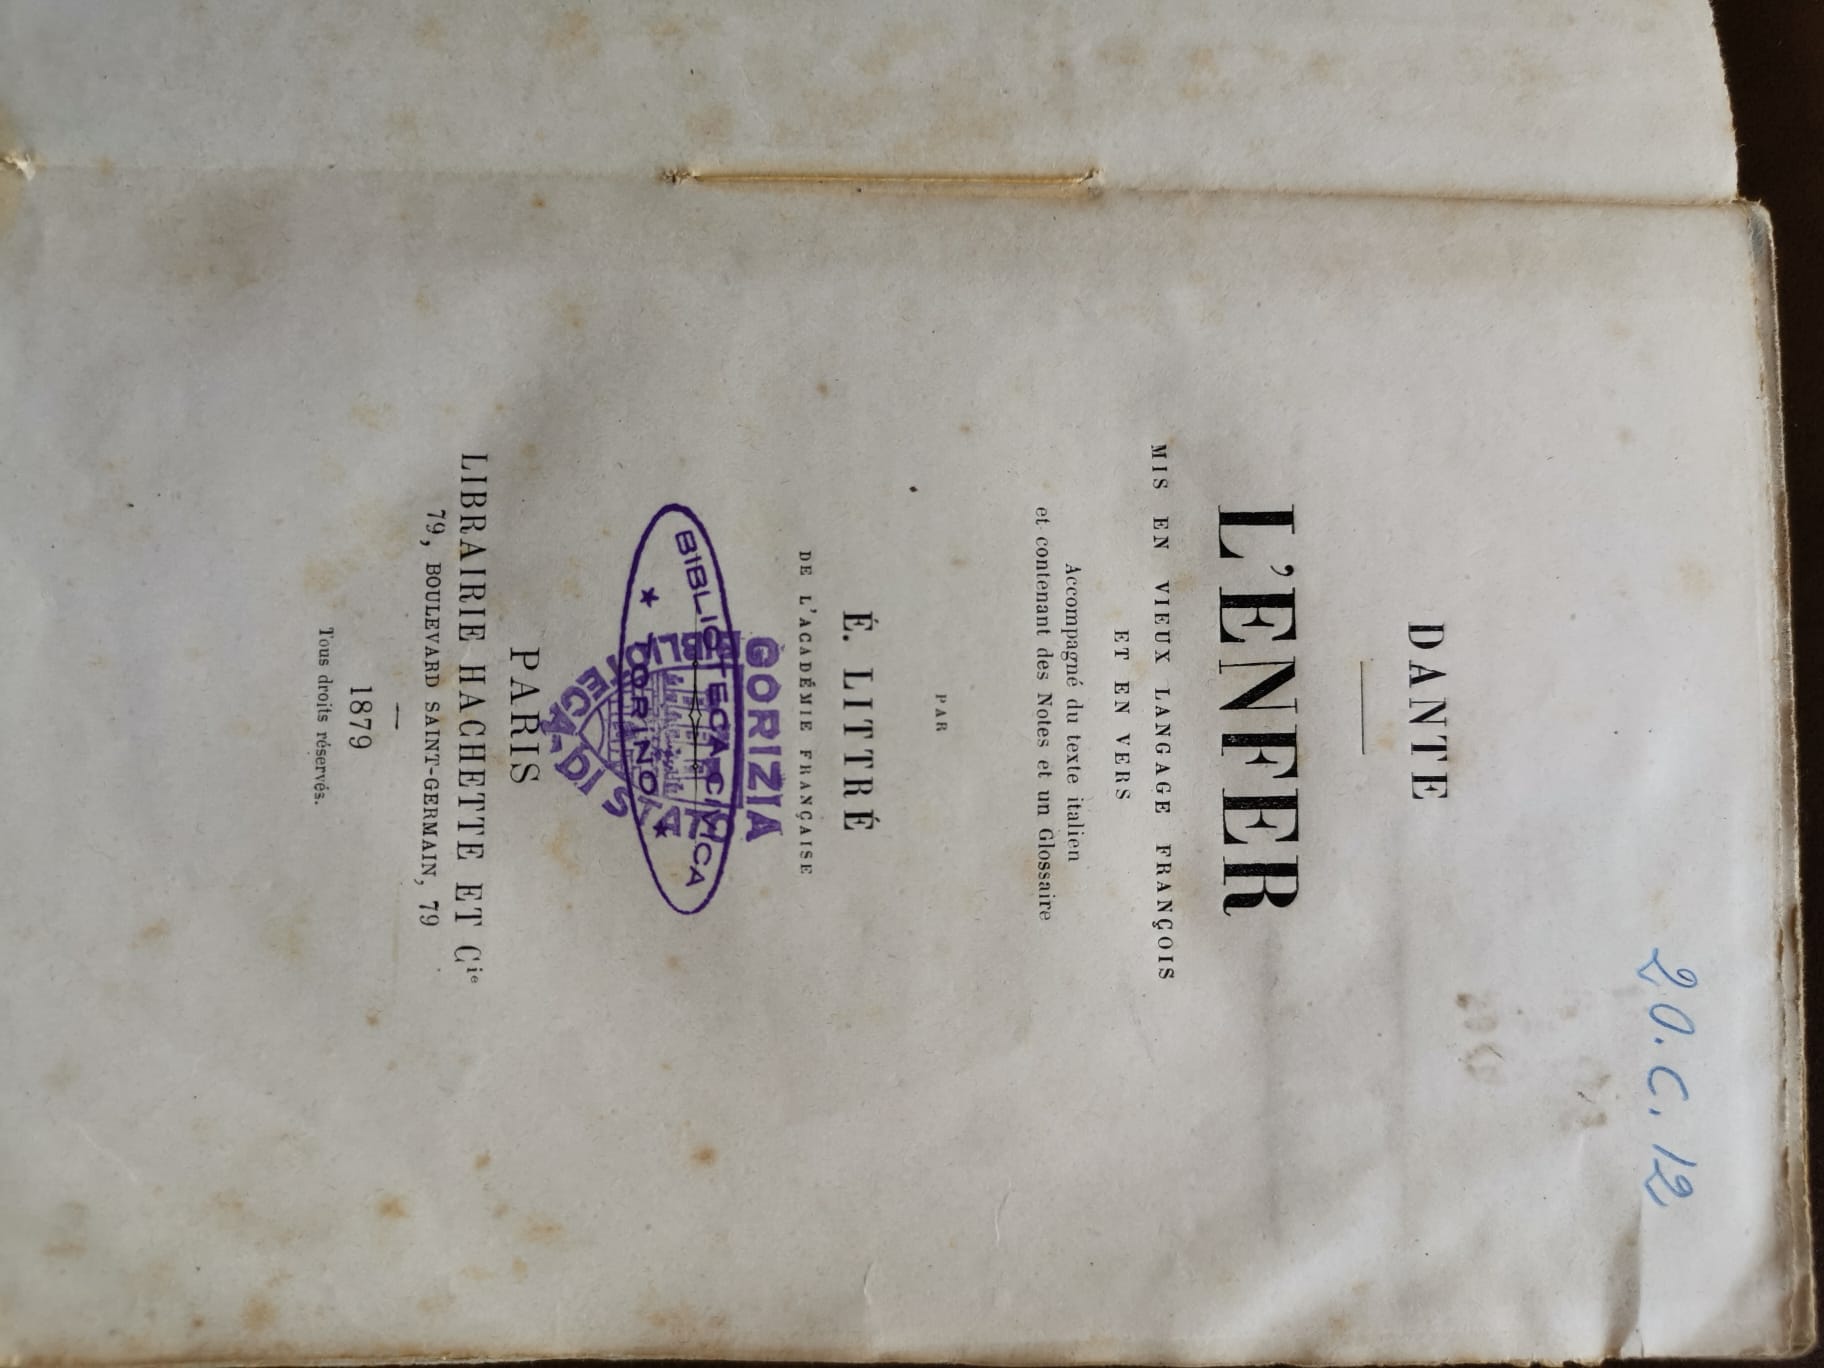 20. C. 12
DANTE
L'ENFER
MIS EN VIEUX LANGAGE FRANÇOIS
ET EN VERS
Accompagné du texte italien
et contenant des Notes et un Glossaire
PAR
É. LITTRÉ
DE L'ACADÉMIE FRANÇAISE
GORIZIA
BIBLIOTECA CIVICA
★ TORINO ★
PARIS
LIBRAIRIE HACHETTE ET Cie
79, BOULEVARD SAINT-GERMAIN, 79
1879
Tous droits réservés.